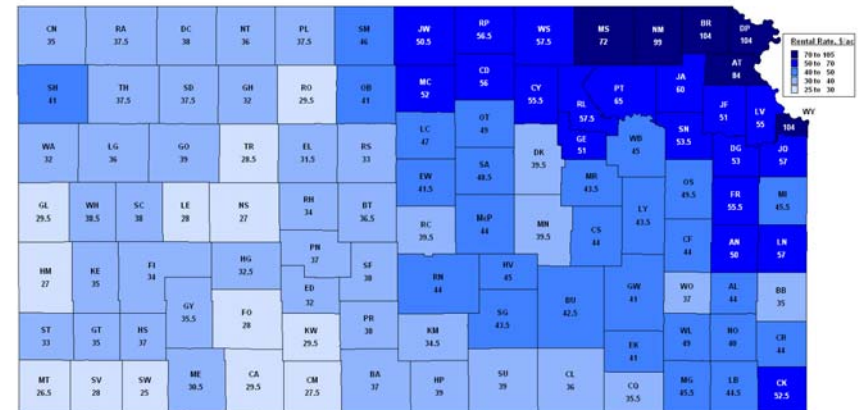 CN
35
RA
37.5
DC
38
NT
36
PL
37.5
SM
46
JW
50.5
RP
56.5
WS
57.5
MS
72
NM
99
BR
104
DP
104
Rental Rate, $/ac
70 to 105
50 to 70
40 to 50
30 to 40
25 to 30
AT
84
SH
41
TH
37.5
SD
37.5
GH
32
RO
29.5
OB
41
MC
52
CD
56
CY
55.5
RL
57.5
PT
65
JA
60
JF
51
LV
55
WY
104
WA
32
LG
36
GO
39
TR
28.5
EL
31.5
RS
33
LC
47
OT
49
SA
40.5
DK
39.5
GE
51
WB
45
SN
53.5
DG
53
JO
57
GL
29.5
WH
38.5
SC
38
LE
28
NS
27
RH
34
BT
36.5
EW
41.5
RC
39.5
McP
44
MN
39.5
MR
43.5
CS
44
LY
43.5
OS
49.5
FR
55.5
MI
45.5
HM
27
KE
35
FI
34
HG
32.5
PN
37
ED
32
SF
38
RN
44
HV
45
CF
44
AN
50
LN
57
GY
35.5
FO
28
KW
29.5
PR
38
KM
34.5
SG
43.5
BU
42.5
GW
41
WO
37
AL
44
BB
35
ST
33
GT
35
HS
37
EK
41
WL
49
NO
40
CR
44
MT
26.5
SV
28
SW
25
ME
30.5
CA
29.5
CM
27.5
BA
37
HP
39
SU
39
CL
36
CQ
35.5
MG
45.5
LB
44.5
CK
52.5